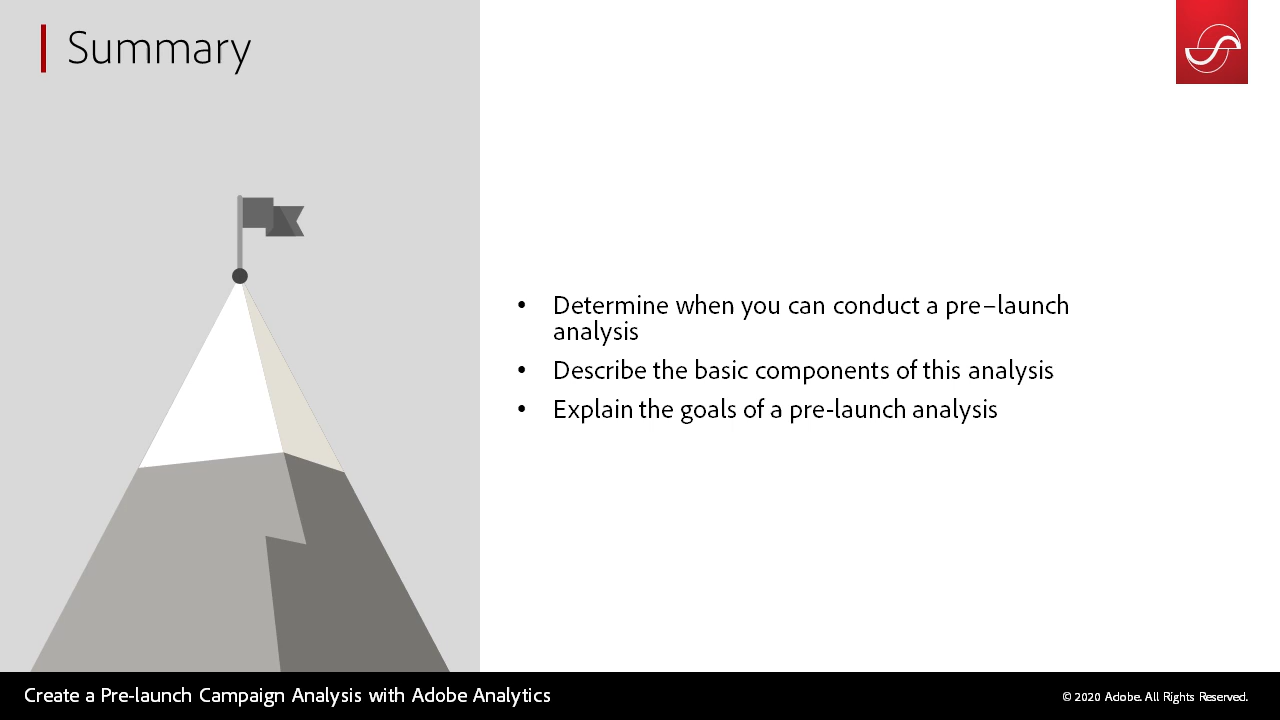 Summary
• Determine when you can conduct a pre–launch
analysis
• Describe the basic components of this analysis
• Explain the goals of a pre-launch analysis
Create a Pre-launch Campaign Analysis with Adobe Analytics
© 2020 Adobe. All Rights Reserved.